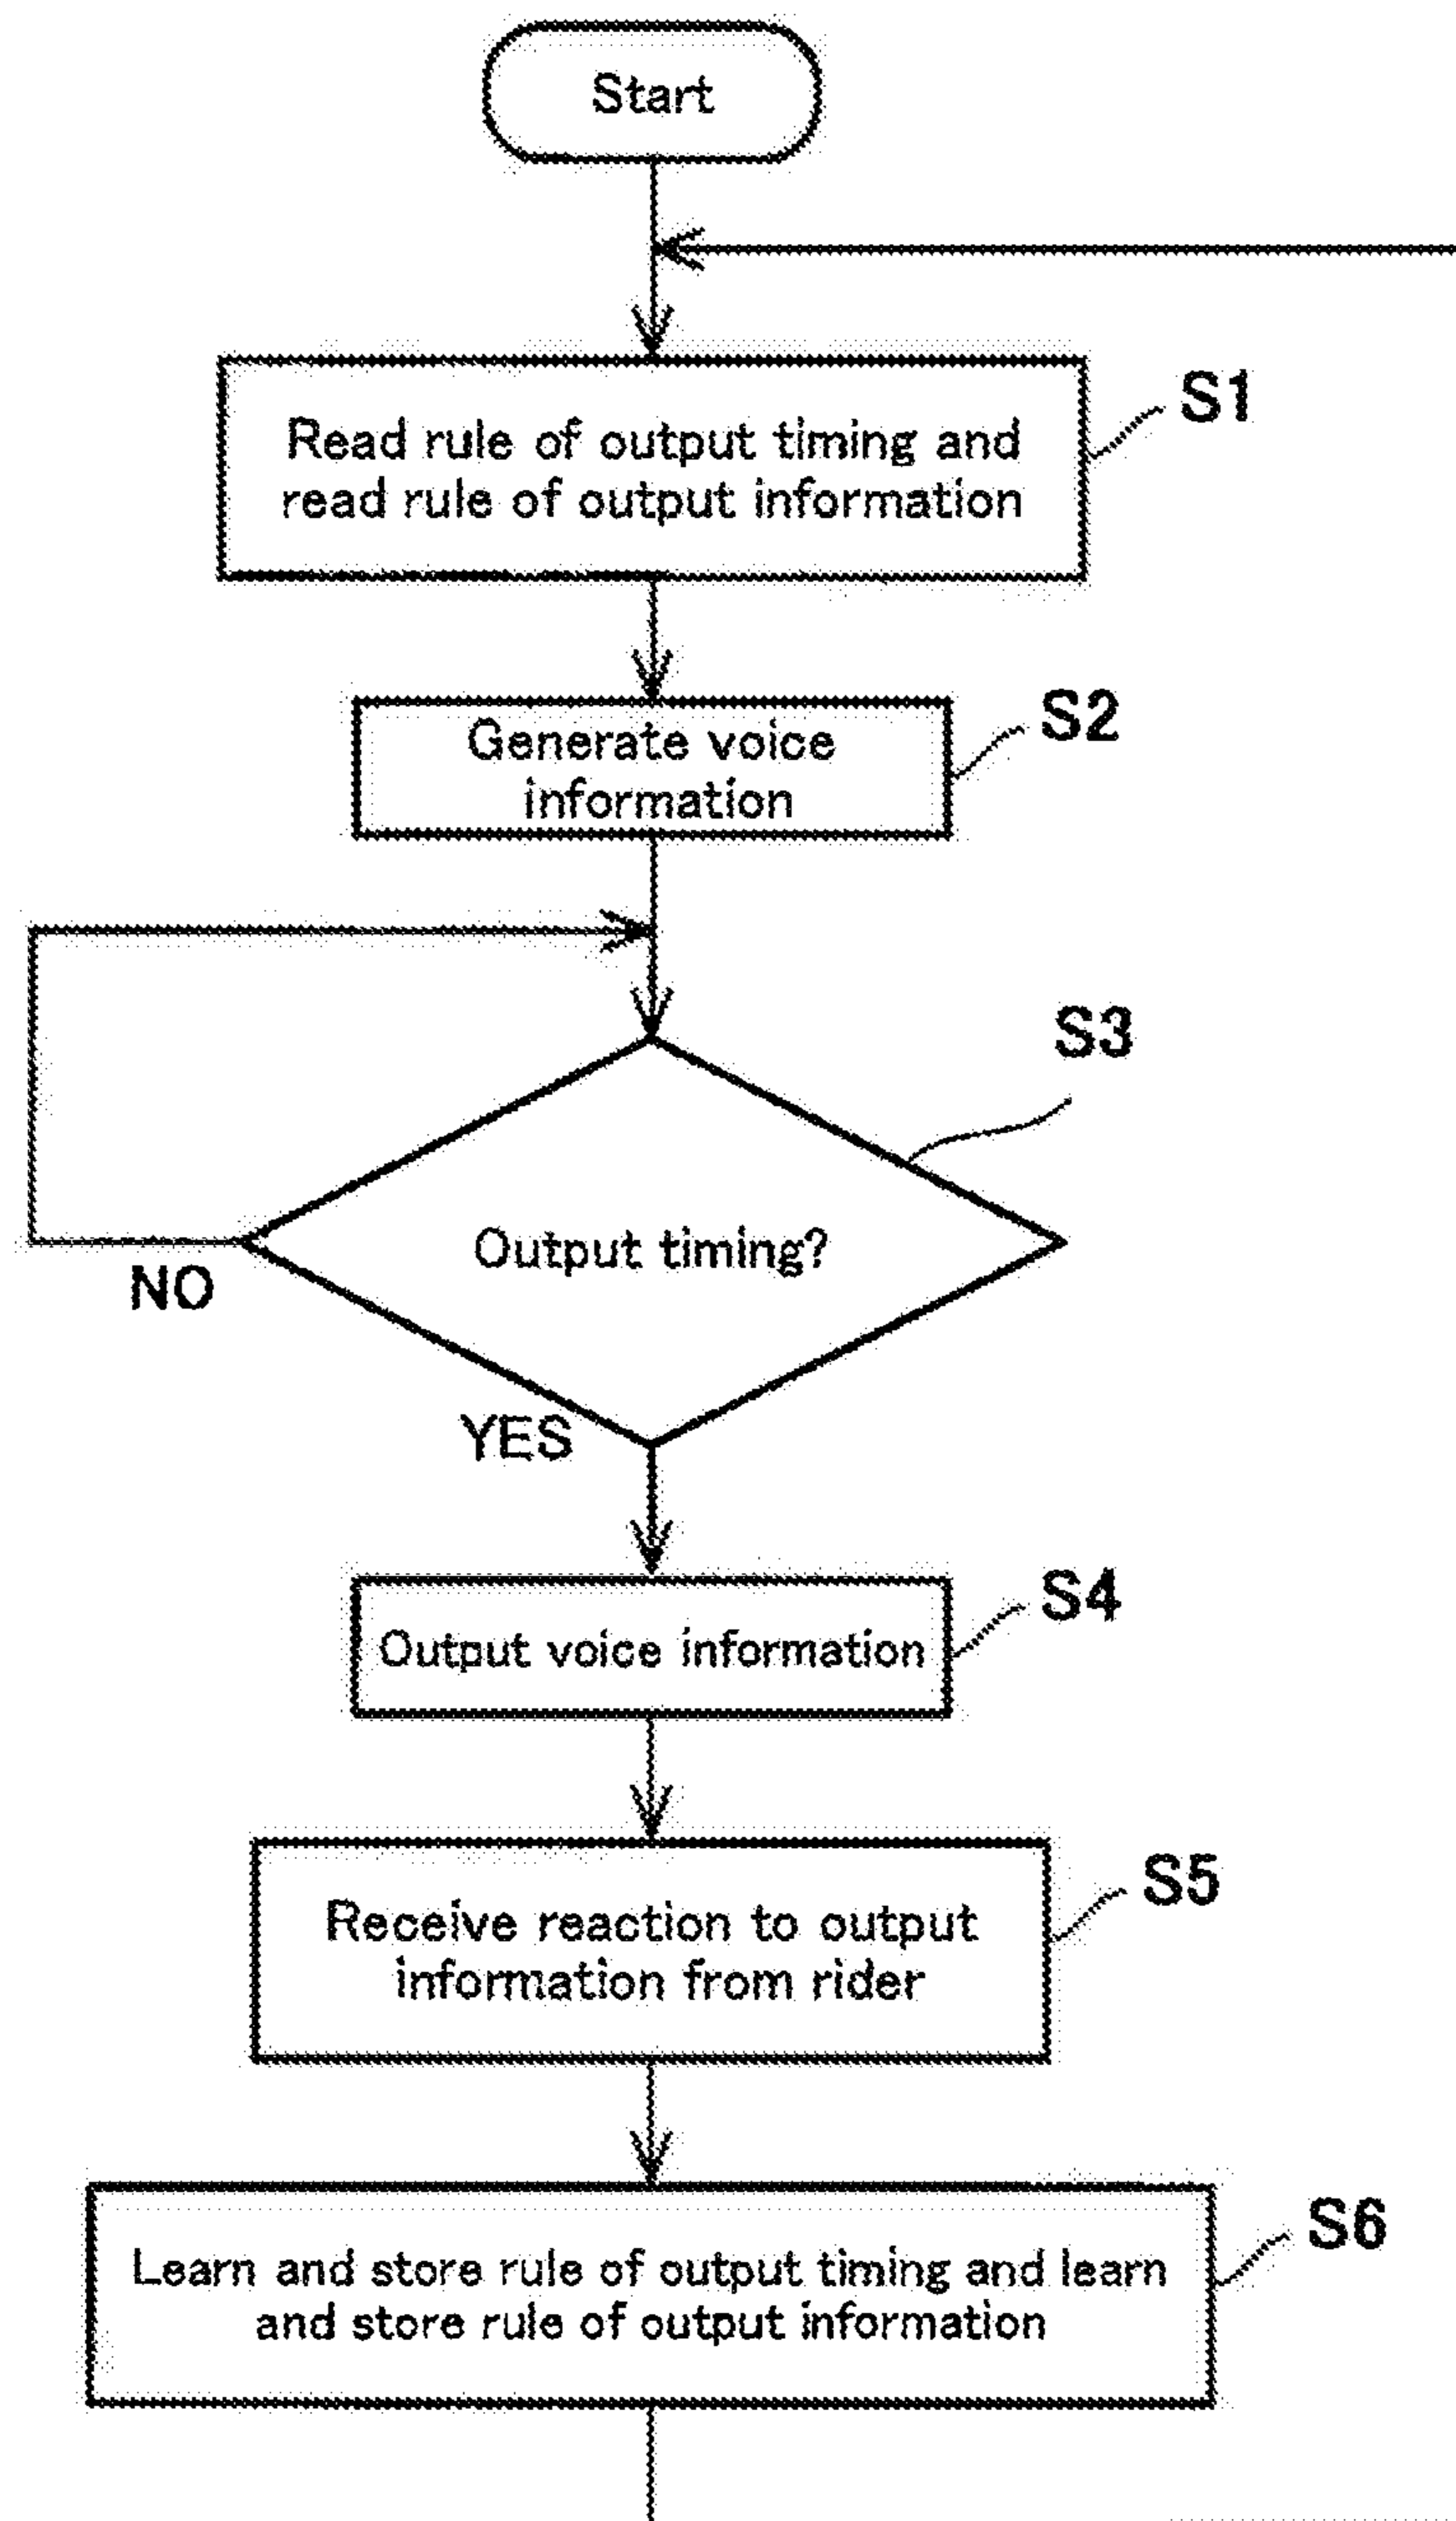 Start
Read rule of output timing and
read rule of output information
S1
Generate voice
information
S2
S3
Output timing?
NO
YES
Output voice information
S4
Receive reaction to output
information from rider
S5
Learn and store rule of output timing and learn
and store rule of output information
S6